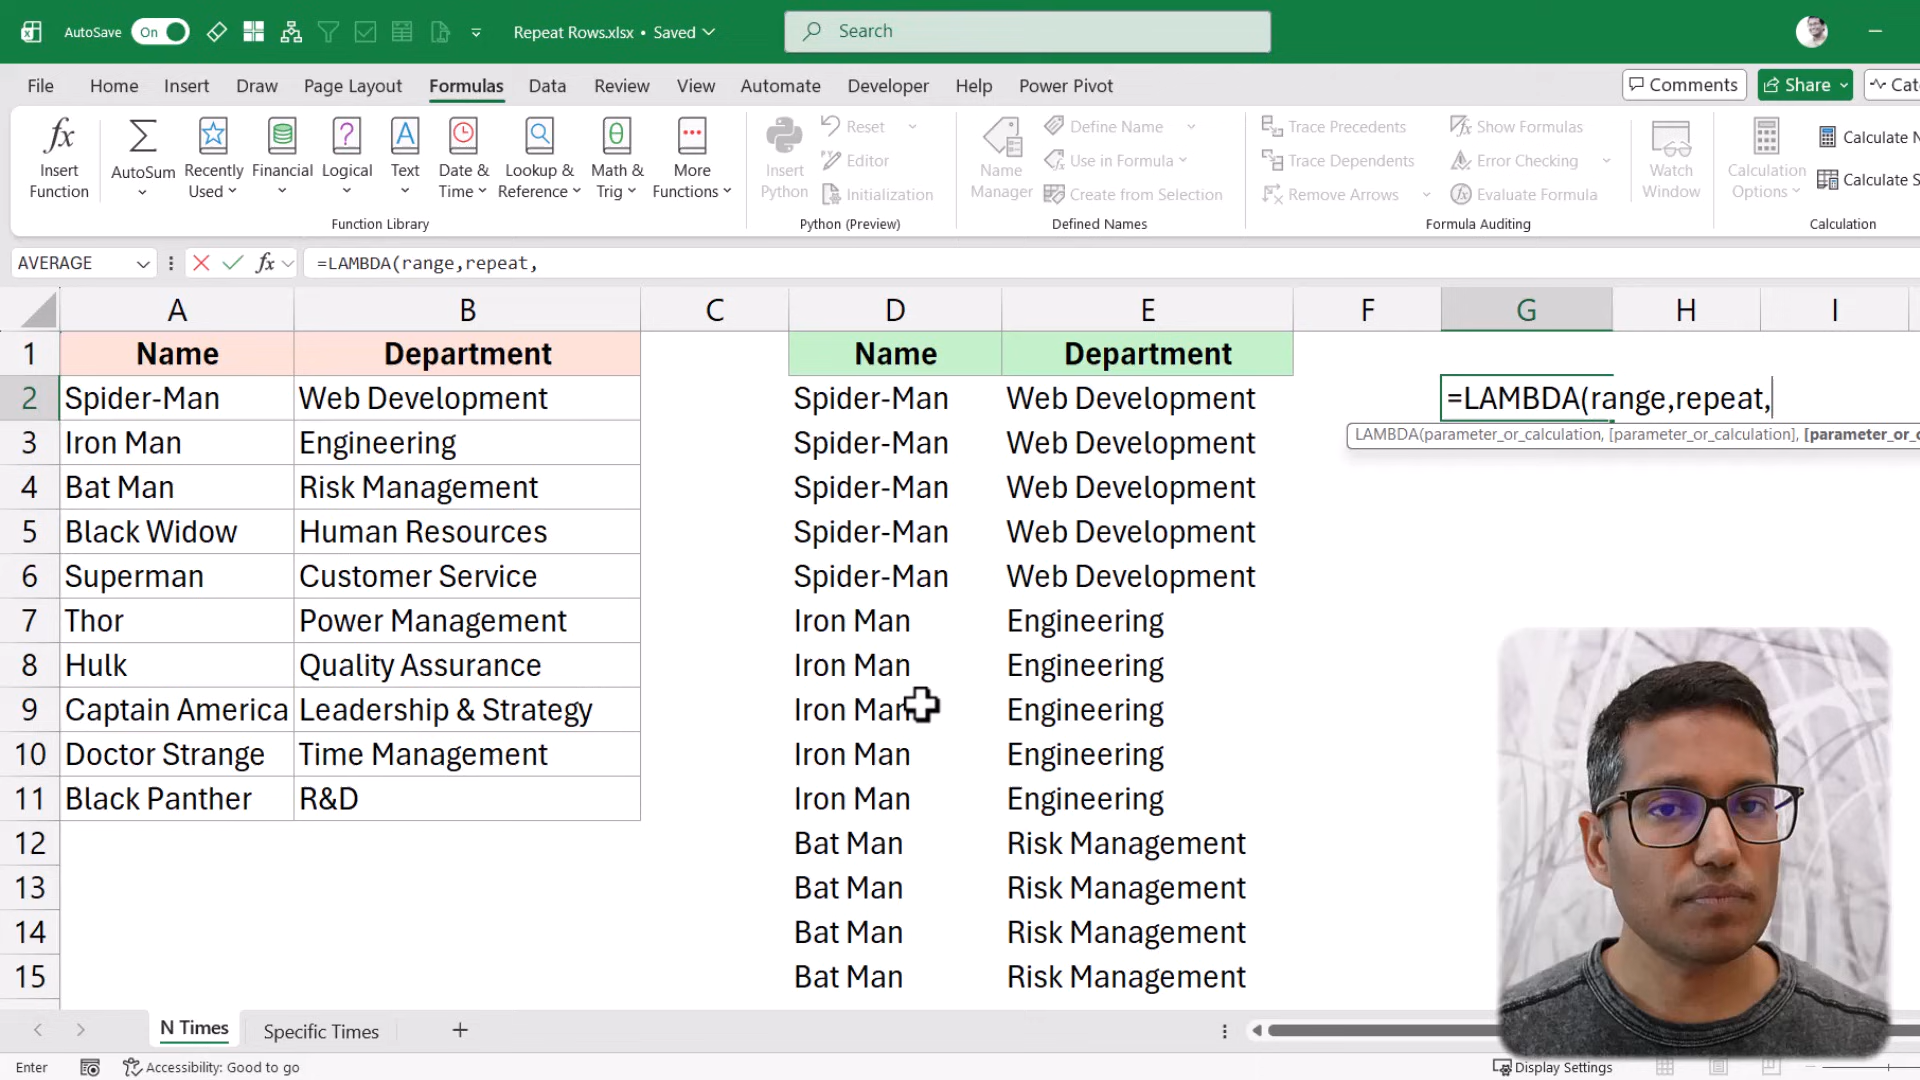 AutoSave On Repeat Rows.xlsx • Saved Search
File Home Insert Draw Page Layout Formulas Data Review View Automate Developer Help Power Pivot Comments Share
Insert Function
AutoSum
Recently Used
Financial
Logical
Text
Date & Time
Lookup & Reference
Math & Trig
More Functions
Function Library
Insert Python
Reset
Editor
Initialization
Python (Preview)
Name Manager
Define Name
Use in Formula
Create from Selection
Defined Names
Trace Precedents
Trace Dependents
Remove Arrows
Show Formulas
Error Checking
Evaluate Formula
Formula Auditing
Watch Window
Calculation Options
Calculate
Calculate
Calculation
AVERAGE fx =LAMBDA(range,repeat,
A B C D E F G H I
1 Name Department Name Department
2 Spider-Man Web Development Spider-Man Web Development =LAMBDA(range,repeat,
LAMBDA(parameter_or_calculation, [parameter_or_calculation], [parameter_or_c
3 Iron Man Engineering Spider-Man Web Development
4 Bat Man Risk Management Spider-Man Web Development
5 Black Widow Human Resources Spider-Man Web Development
6 Superman Customer Service Spider-Man Web Development
7 Thor Power Management Iron Man Engineering
8 Hulk Quality Assurance Iron Man Engineering
9 Captain America Leadership & Strategy Iron Man Engineering
10 Doctor Strange Time Management Iron Man Engineering
11 Black Panther R&D Iron Man Engineering
12 Bat Man Risk Management
13 Bat Man Risk Management
14 Bat Man Risk Management
15 Bat Man Risk Management
N Times Specific Times
Enter Accessibility: Good to go Display Settings